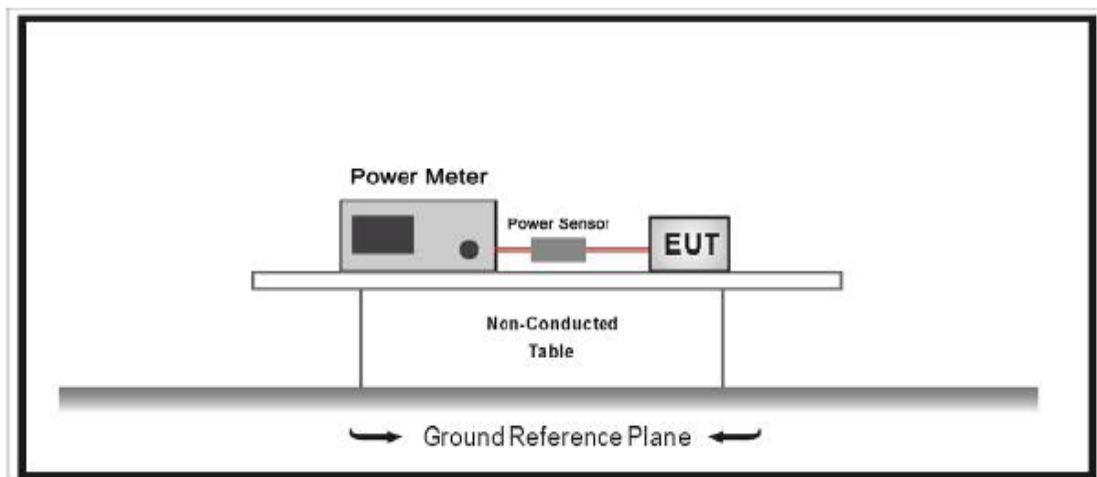 Power Meter
Power Sensor
EUT
Non-Conducted
Table
Ground Reference Plane